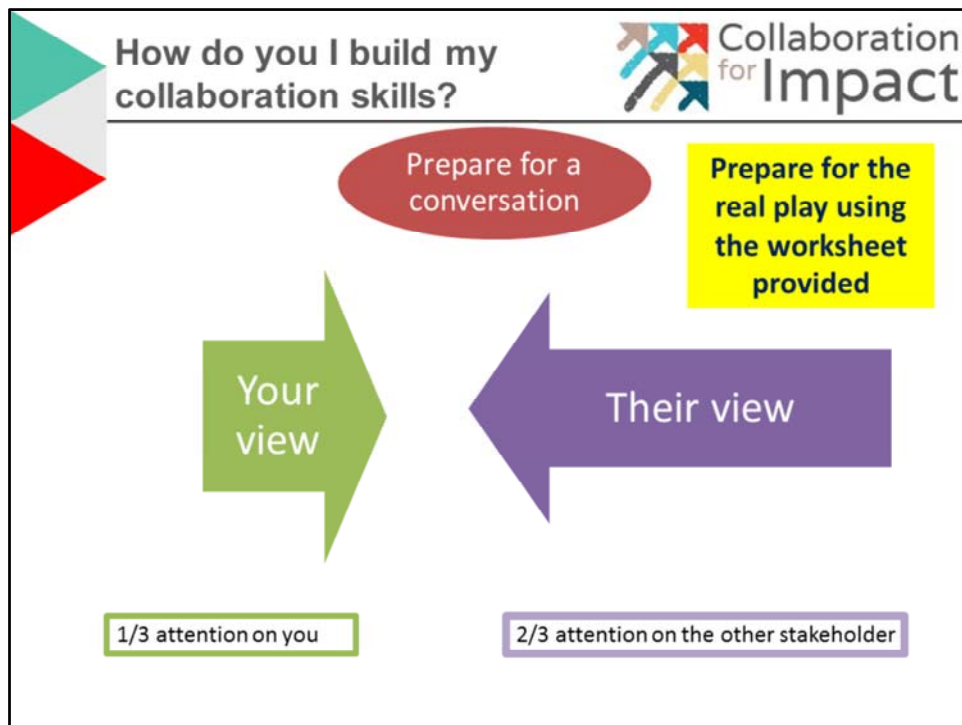 How do you I build my
collaboration skills?
Collaboration
for Impact
Prepare for a
conversation
Prepare for the
real play using
the worksheet
provided
Your
view
Their view
1/3 attention on you
2/3 attention on the other stakeholder